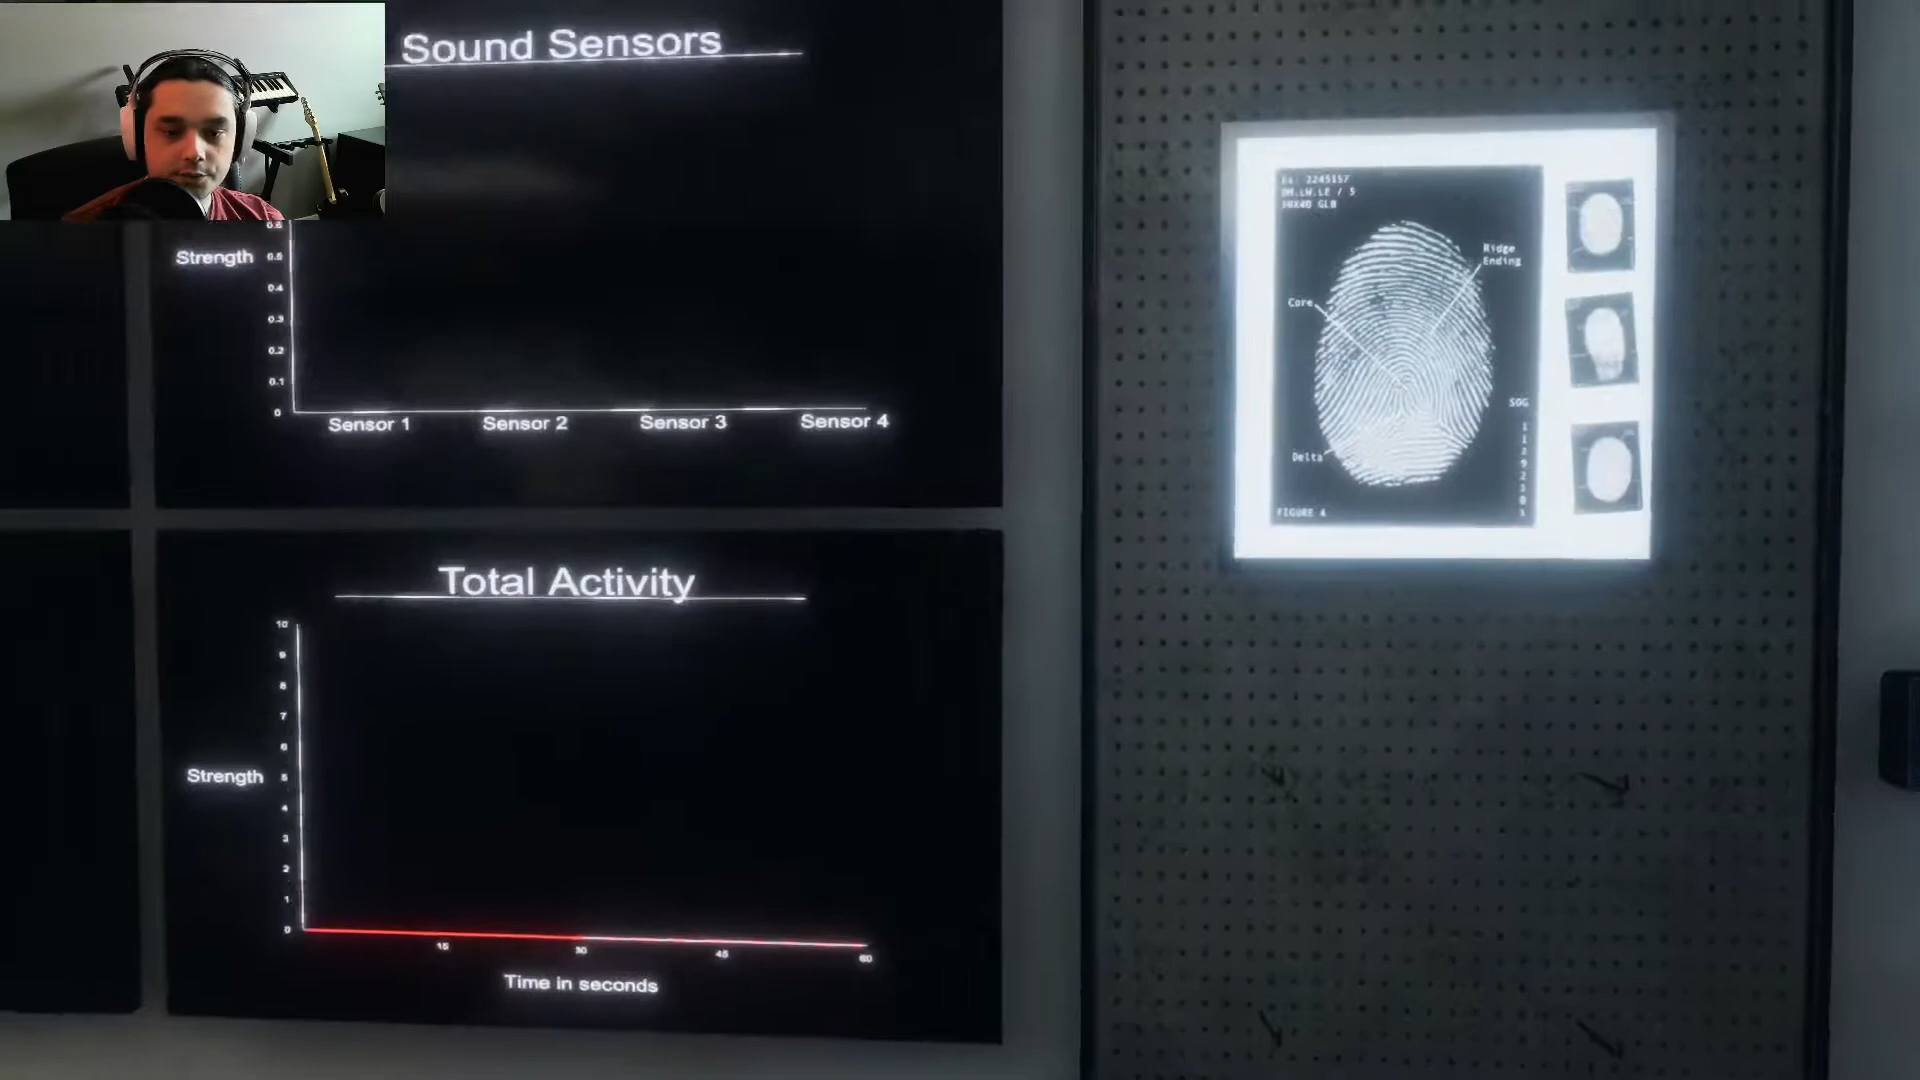 Sound Sensors
0.6
Strength
0.5
0.4
0.3
0.2
0.1
0
Sensor 1
Sensor 2
Sensor 3
Sensor 4
Total Activity
10
9
8
7
6
Strength
5
4
3
2
1
0
15
30
45
60
Time in seconds
2245157
Ridge
Ending
Core
Delta
FIGURE 4